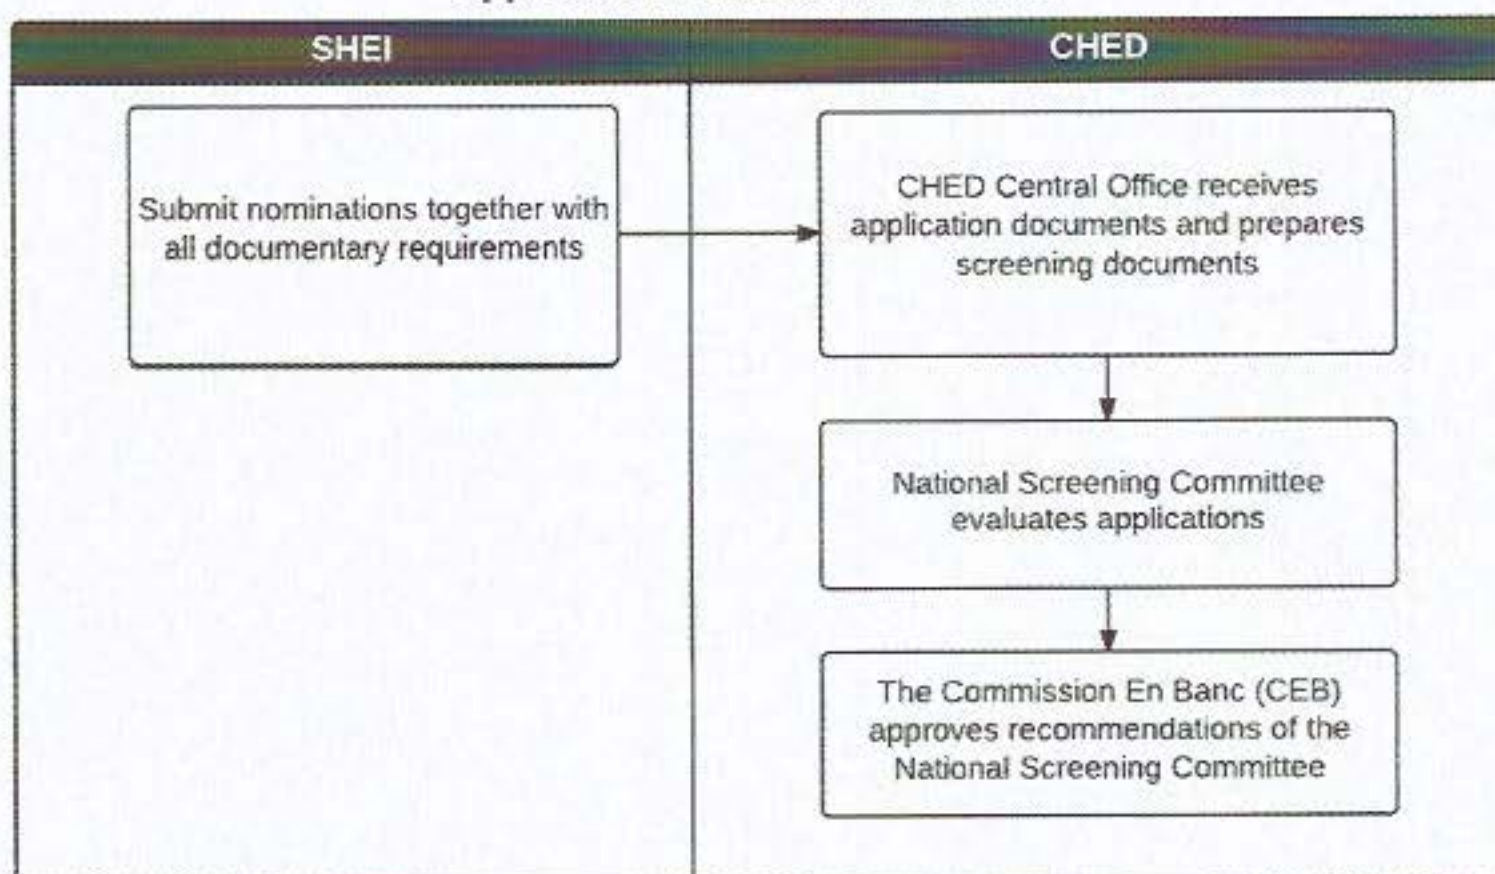 SHEI
CHED
Submit nominations together with
all documentary requirements
CHED Central Office receives
application documents and prepares
screening documents
National Screening Committee
evaluates applications
The Commission En Banc (CEB)
approves recommendations of the
National Screening Committee